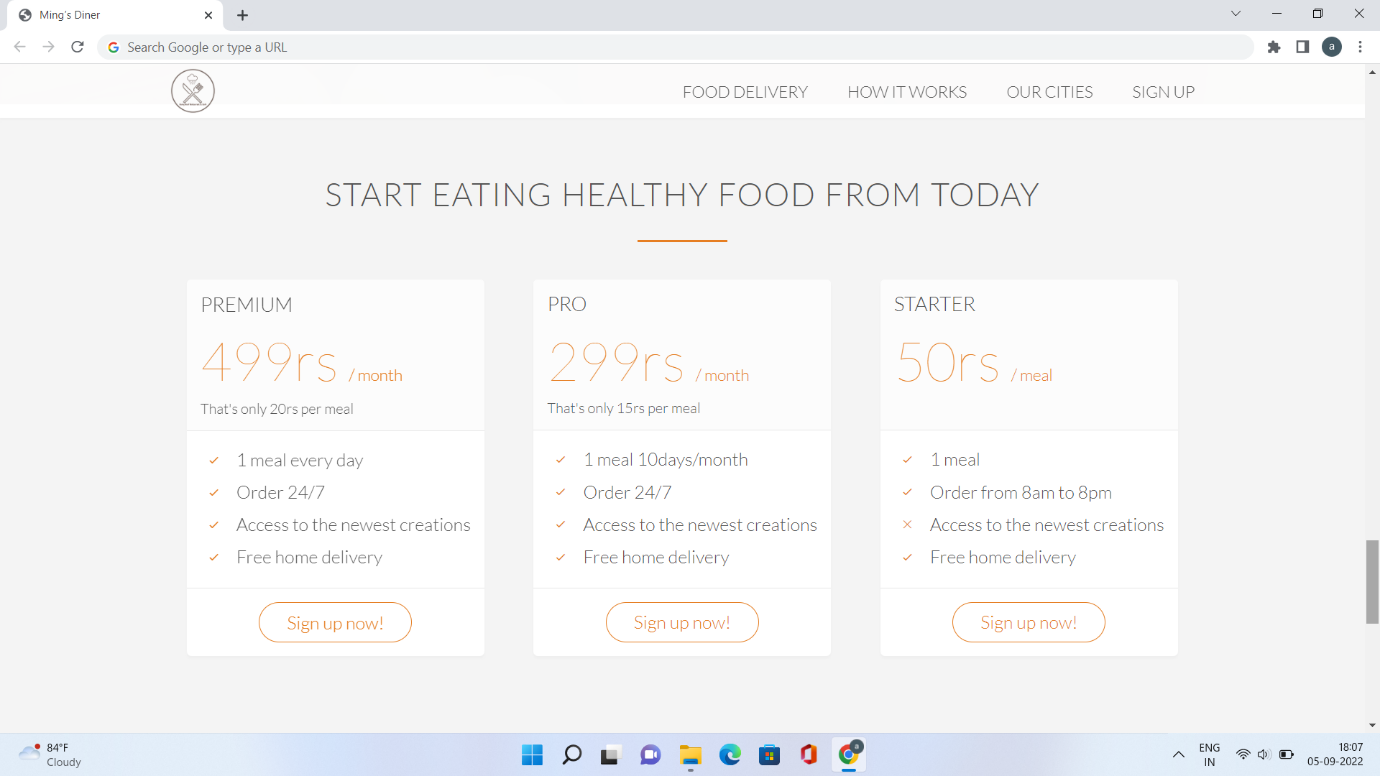 Ming's Diner
Search Google or type a URL
a
FOOD DELIVERY HOW IT WORKS OUR CITIES SIGN UP
START EATING HEALTHY FOOD FROM TODAY
PREMIUM
499rs / month
That's only 20rs per meal
1 meal every day
Order 24/7
Access to the newest creations
Free home delivery
Sign up now!
PRO
299rs / month
That's only 15rs per meal
1 meal 10days/month
Order 24/7
Access to the newest creations
Free home delivery
Sign up now!
STARTER
50rs / meal
1 meal
Order from 8am to 8pm
Access to the newest creations
Free home delivery
Sign up now!
84°F
Cloudy
a
ENG
IN
18:07
05-09-2022